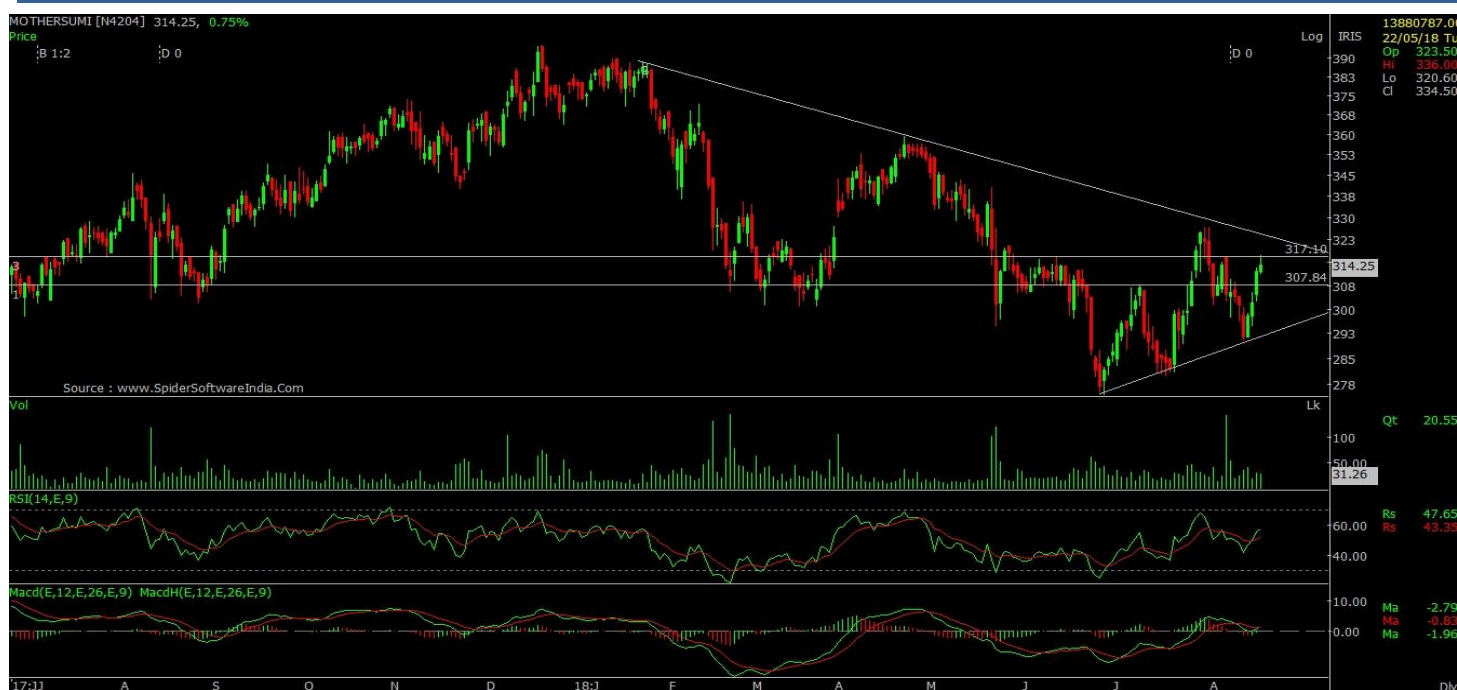 MOTHERSUMI [N4204] 314.25, 0.75%
Price
B 1:2
D 0
D 0
Log
IRIS
13880787.0
22/05/18 Tu
Op 323.50
Hi 336.00
Lo 320.60
Cl 334.50
390
383
375
368
360
353
345
338
330
323
317.10
314.25
307.84
308
300
293
285
278
3
1
Source : www.SpiderSoftwareIndia.Com
Vol
Lk
Qt 20.55
100
50.00
31.26
RSI(14,E,9)
60.00
40.00
Rs 47.65
Rs 43.35
Macd(E,12,E,26,E,9) MacdH(E,12,E,26,E,9)
10.00
0.00
Ma -2.79
Ma -0.83
Ma -1.96
'17:JJ A S O N D 18:J F M A M J J A